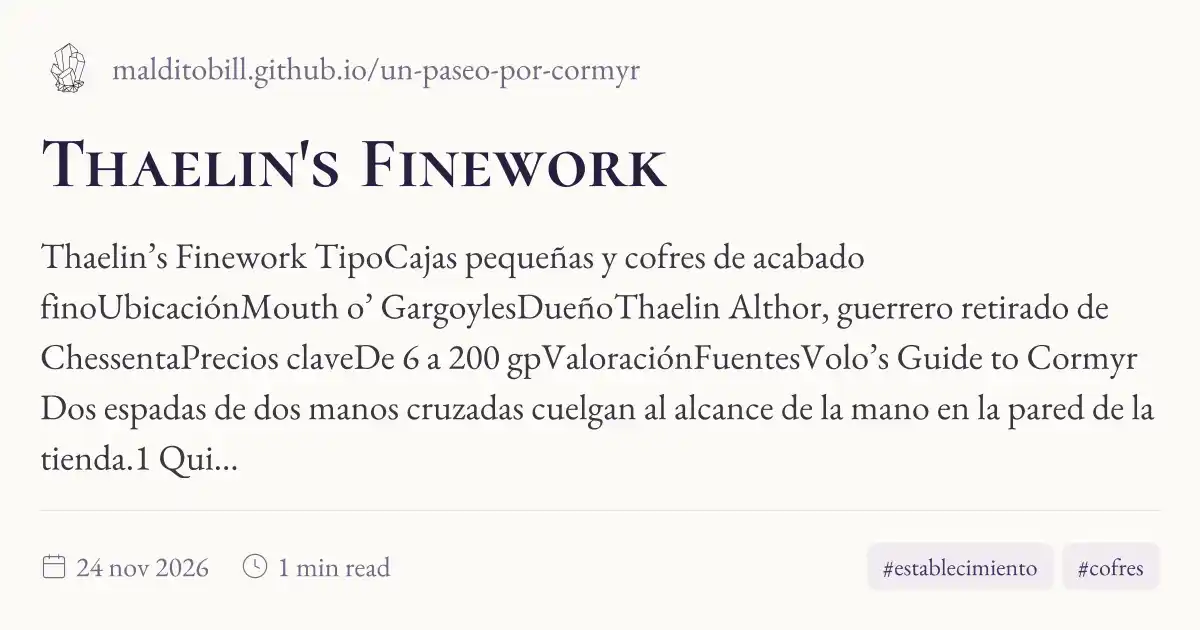 malditobill.github.io/un-paseo-por-cormyr
Thaelin's Finework
Thaelin’s Finework TipoCajas pequeñas y cofres de acabado
finoUbicaciónMouth o’ GargoylesDueñoThaelin Althor, guerrero retirado de
ChessentaPrecios claveDe 6 a 200 gpValoraciónFuentesVolo’s Guide to Cormyr
Dos espadas de dos manos cruzadas cuelgan al alcance de la mano en la pared de la
tienda.1 Qui...
24 nov 2026 1 min read #establecimiento #cofres